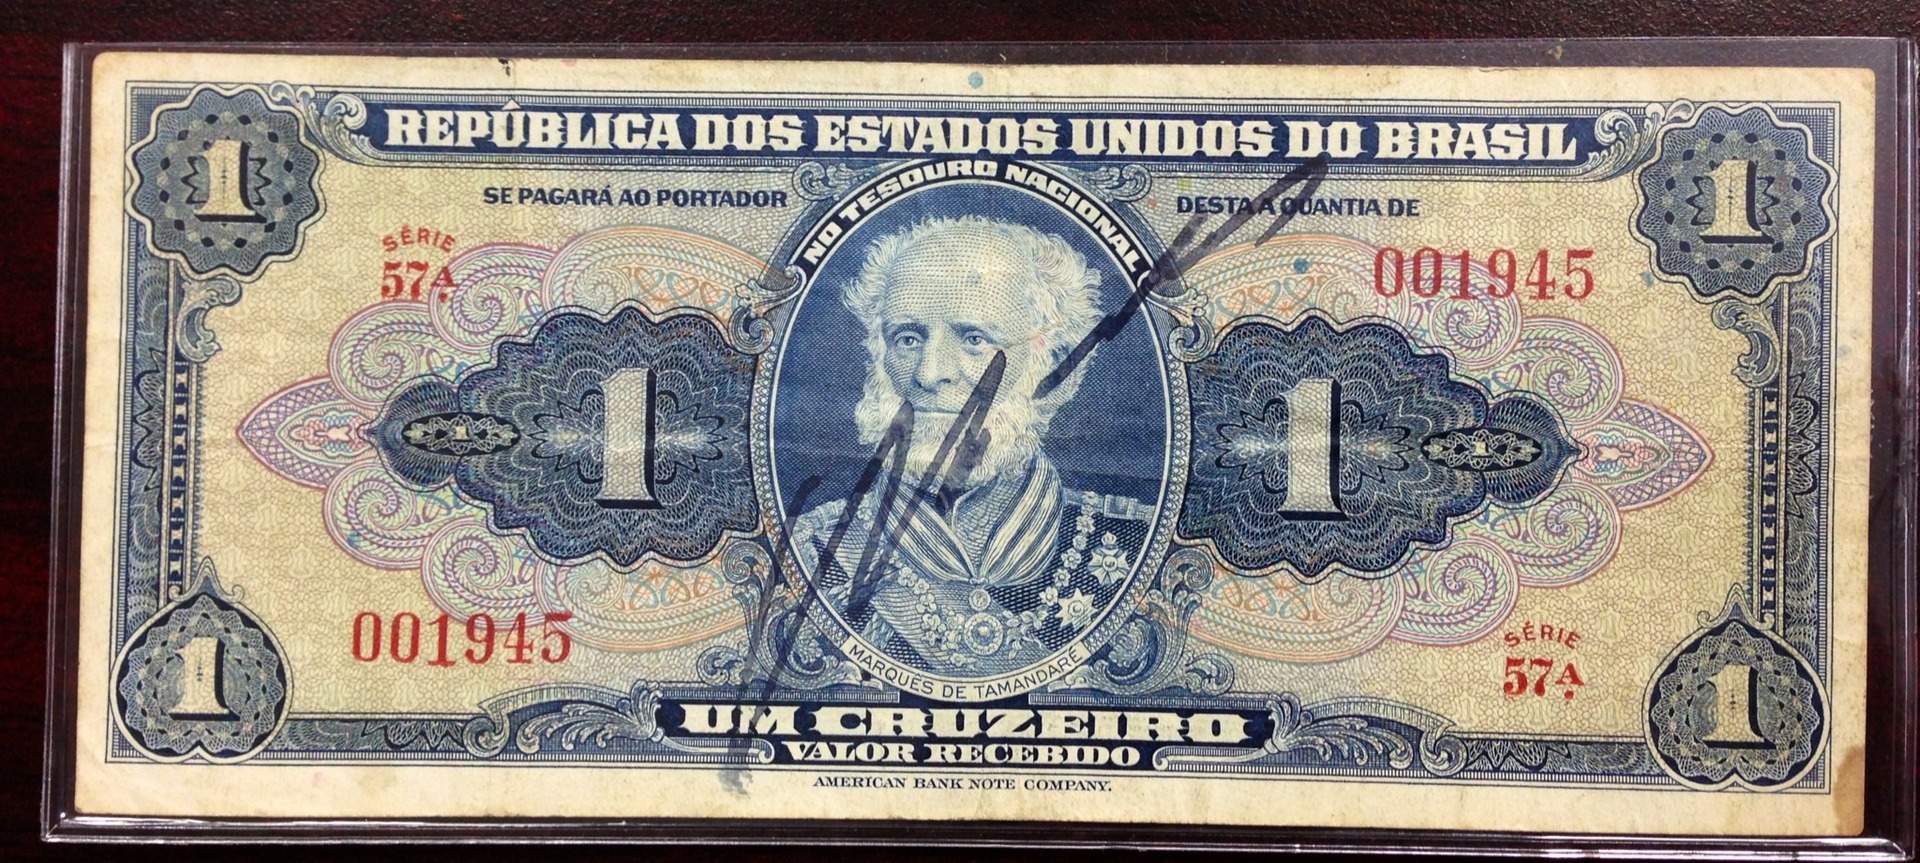 REPÚBLICA DOS ESTADOS UNIDOS DO BRASIL
1
1
SE PAGARÁ AO PORTADOR
NO TESOURO NACIONAL
DESTA A QUANTIA DE
SÉRIE
57A.
001945
1
1
1
1
001945
SÉRIE
57A.
MARQUÊS DE TAMANDARÉ
1
1
UM CRUZEIRO
VALOR RECEBIDO
AMERICAN BANK NOTE COMPANY.